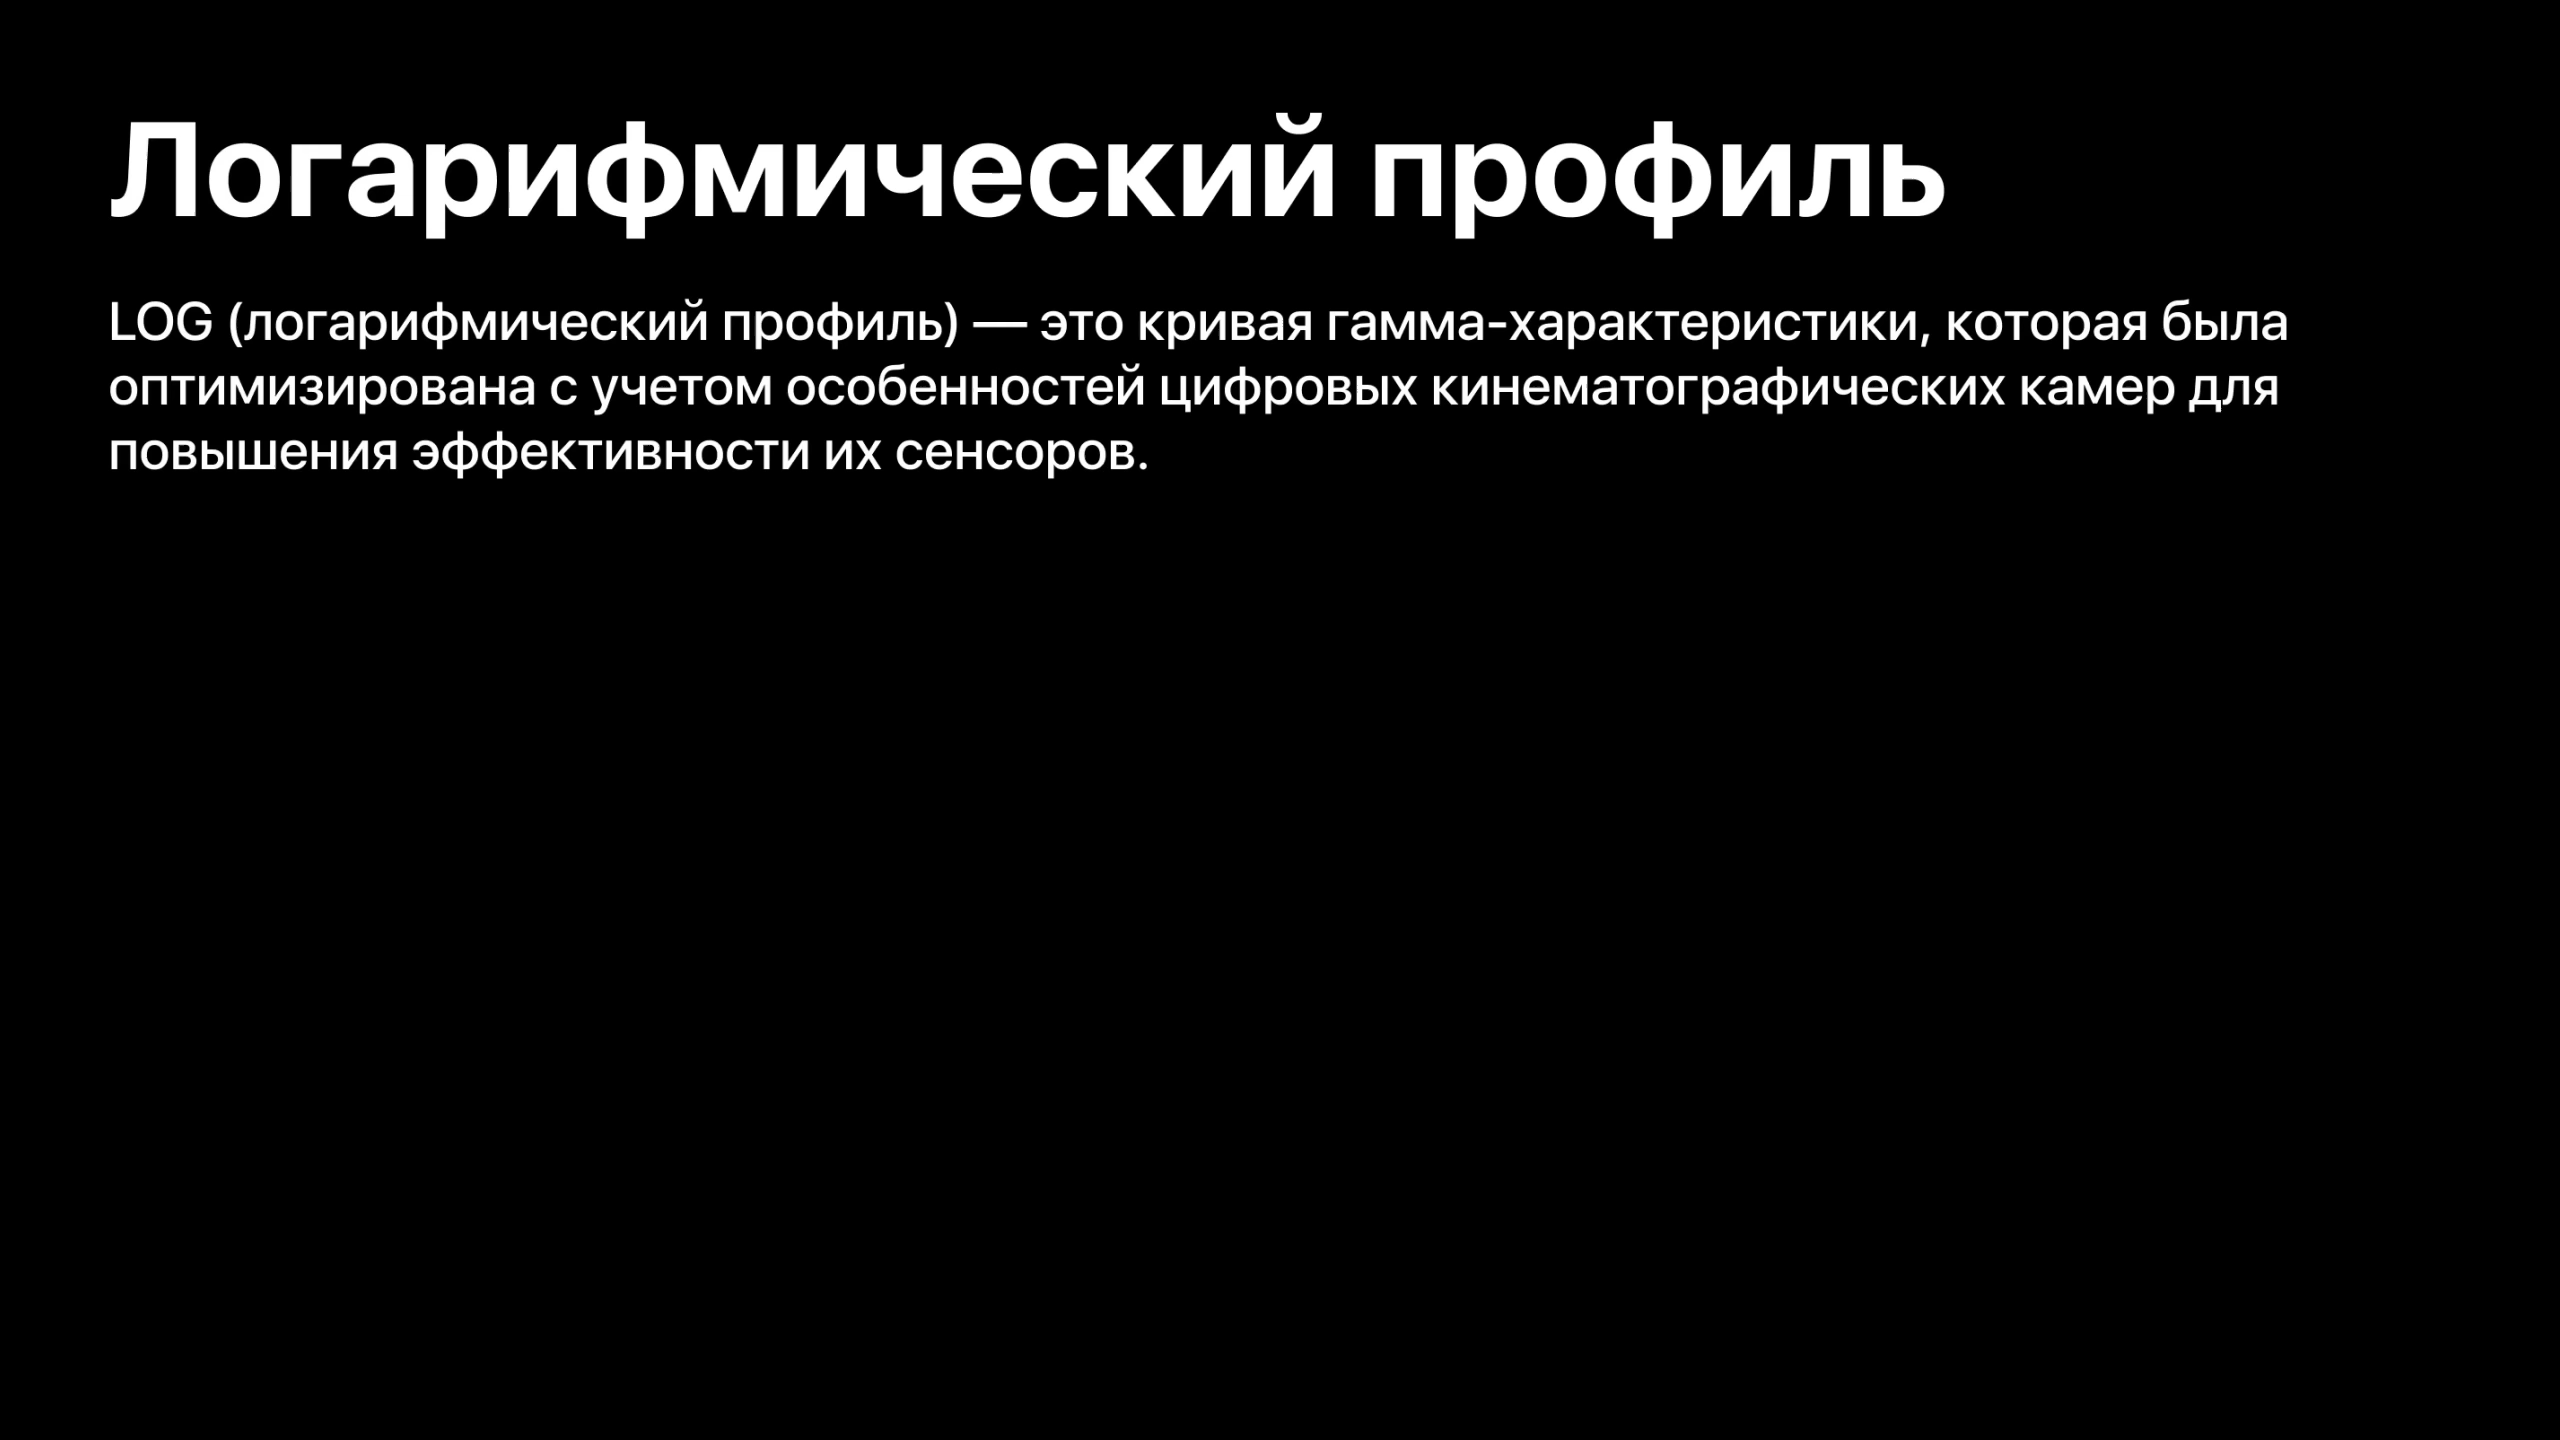 Логарифмический профиль
LOG (логарифмический профиль) — это кривая гамма-характеристики, которая была
оптимизирована с учетом особенностей цифровых кинематографических камер для
повышения эффективности их сенсоров.